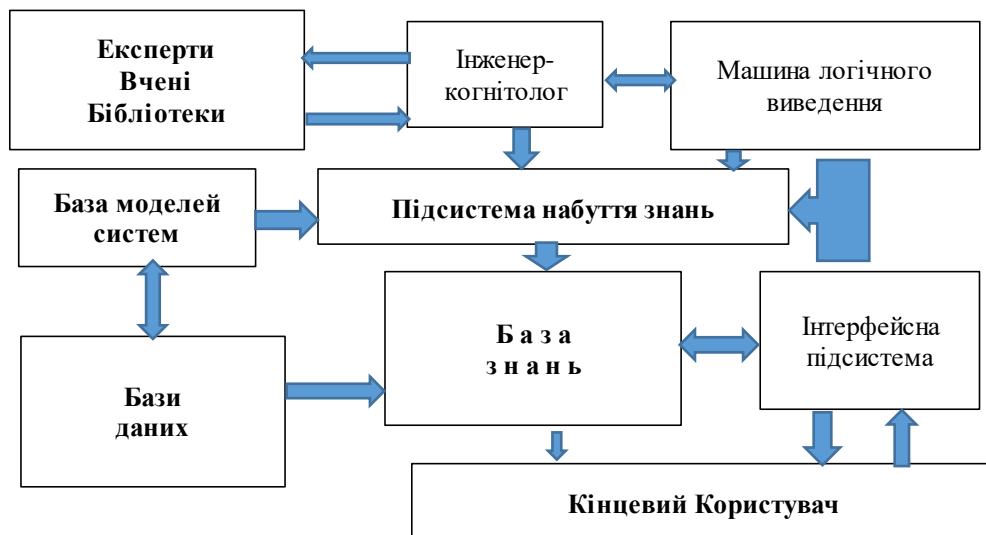 Експерти
Вчені
Бібліотеки
Інженер-
когнітолог
Машина логічного
виведення
База моделей
систем
Підсистема набуття знань
Б а з а
з н а н ь
Інтерфейсна
підсистема
Бази
даних
Кінцевий Користувач